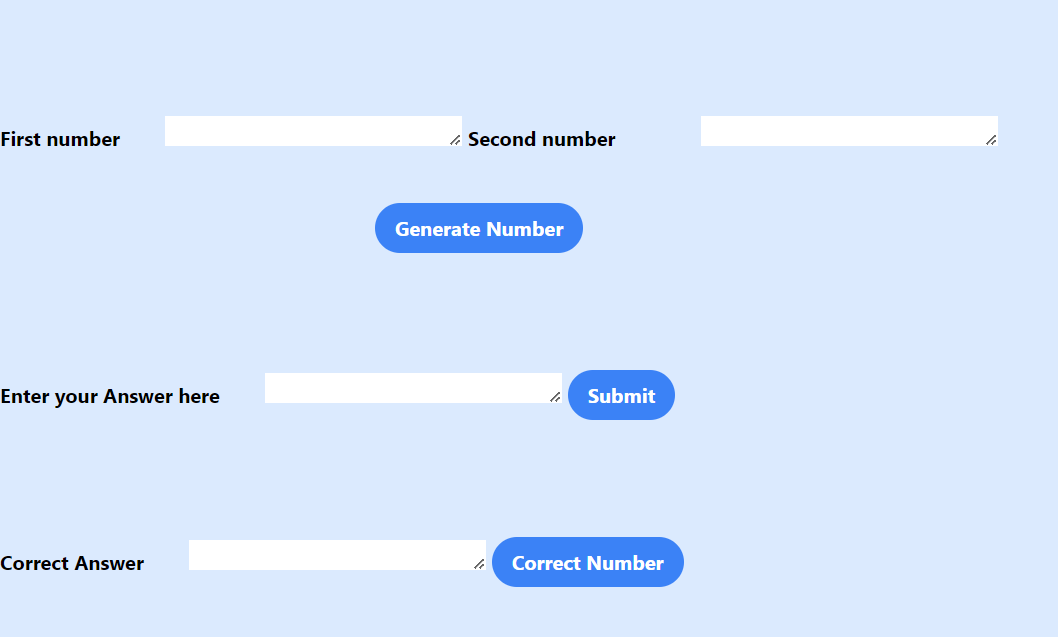 First number Second number
Generate Number
Enter your Answer here Submit
Correct Answer Correct Number